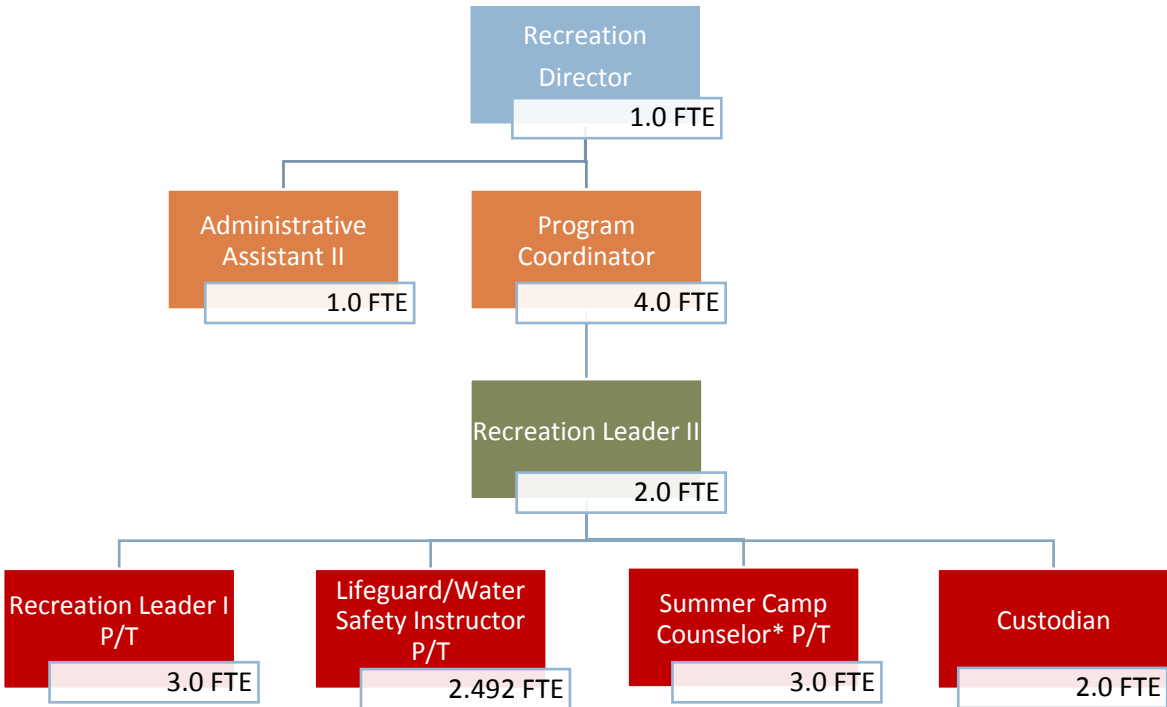 Recreation
Director
1.0 FTE
Administrative
Assistant II
1.0 FTE
Program
Coordinator
4.0 FTE
Recreation Leader II
2.0 FTE
Recreation Leader I
P/T
3.0 FTE
Lifeguard/Water
Safety Instructor
P/T
2.492 FTE
Summer Camp
Counselor* P/T
3.0 FTE
Custodian
2.0 FTE